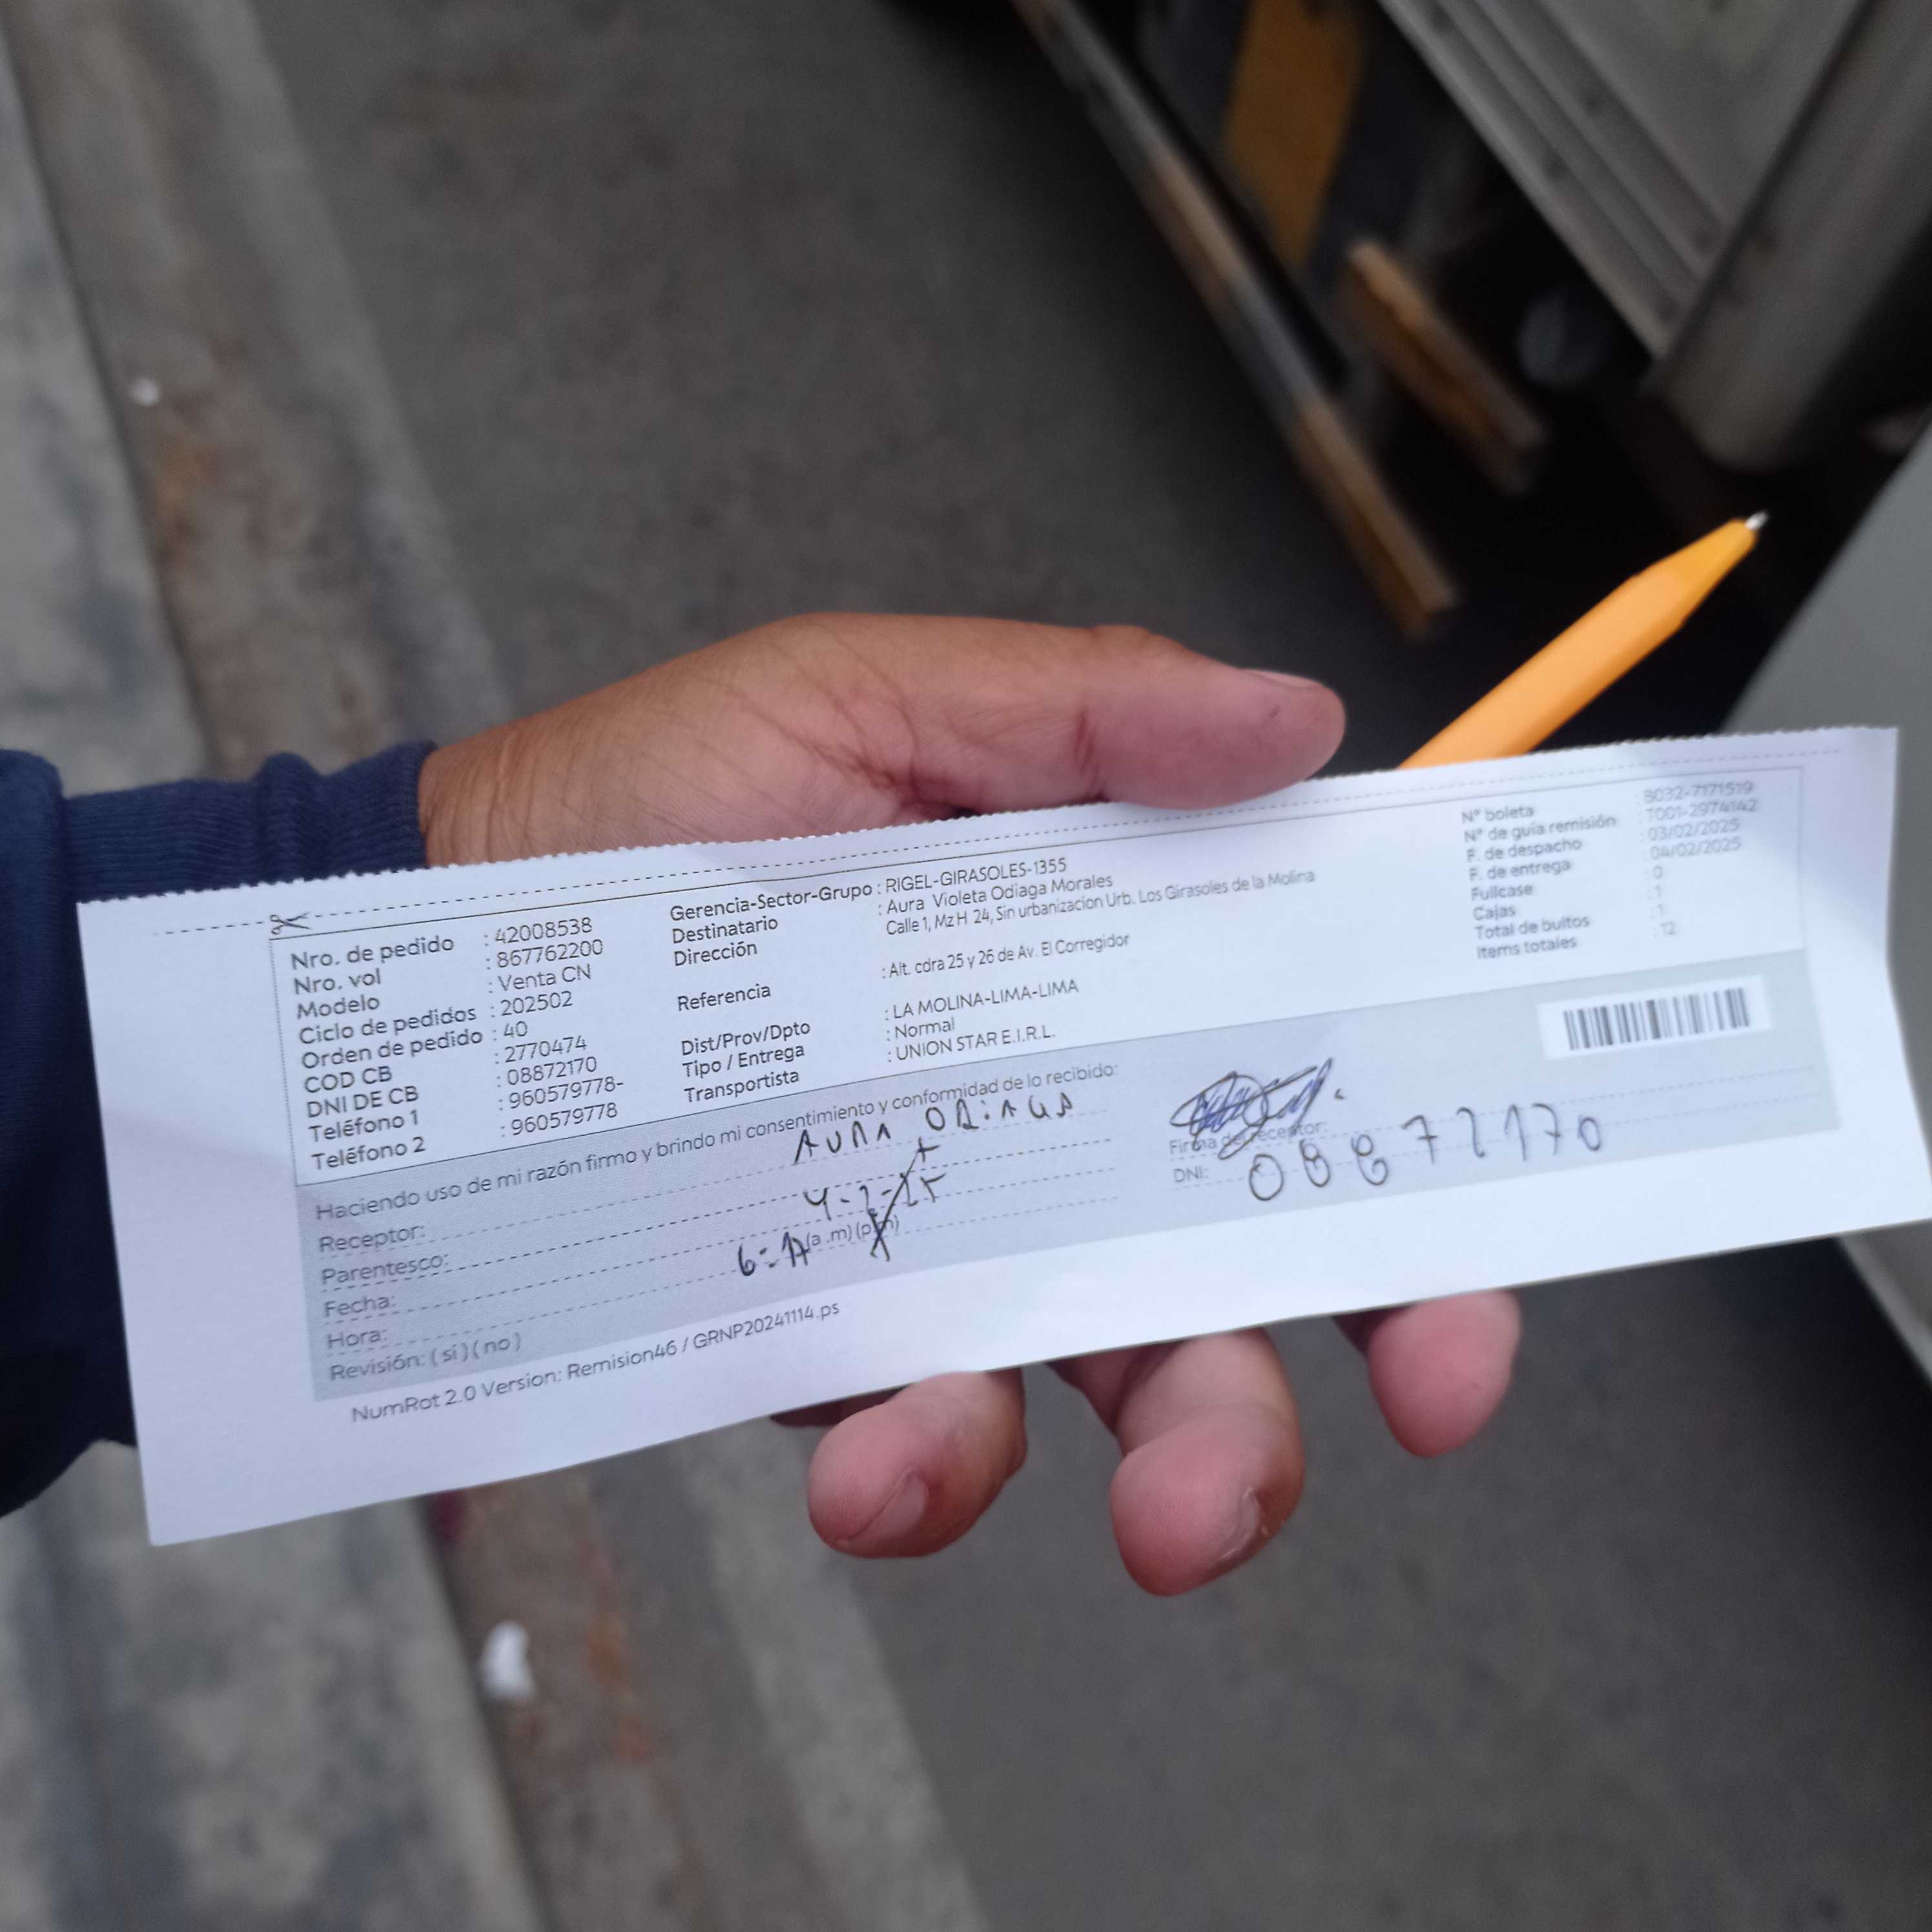 Nro. de pedido : 42008538
Nro. vol : 867762200
Modelo : Venta CN
Ciclo de pedidos : 202502
Orden de pedido : 40
COD CB : 2770474
DNI DE CB : 08872170
Teléfono 1 : 960579778-
Teléfono 2 : 960579778
Gerencia-Sector-Grupo : RIGEL-GIRASOLES-1355
Destinatario : Aura Violeta Odiaga Morales
Dirección Calle 1, Mz H 24, Sin urbanizacion Urb. Los Girasoles de la Molina
Referencia : Alt. cdra 25 y 26 de Av. El Corregidor
Dist/Prov/Dpto : LA MOLINA-LIMA-LIMA
Tipo / Entrega : Normal
Transportista : UNION STAR E.I.R.L.
N° boleta : B032-7171519
N° de guia remisión : T001-2974142
F. de despacho : 03/02/2025
F. de entrega : 04/02/2025
Fullcase : 0
Cajas : 1
Total de bultos : 1
Items totales : 12
Haciendo uso de mi razón firmo y brindo mi consentimiento y conformidad de lo recibido:
Receptor: AURA ODIAGA
Parentesco:
Fecha: 4-2-25
Hora: (a .m) (p.m)
Revisión: ( sí ) ( no )
Firma del receptor:
DNI: 08872170
NumRot 2.0 Version: Remision46 / GRNP20241114.ps